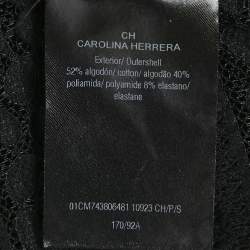 CH
CAROLINA HERRERA
Exterior/ Outershell
52% algodón/ cotton/ algodão 40%
poliamida/ polyamide 8% elastano/
elastane
01CM743806481 10923 CH/P/S
170/92A